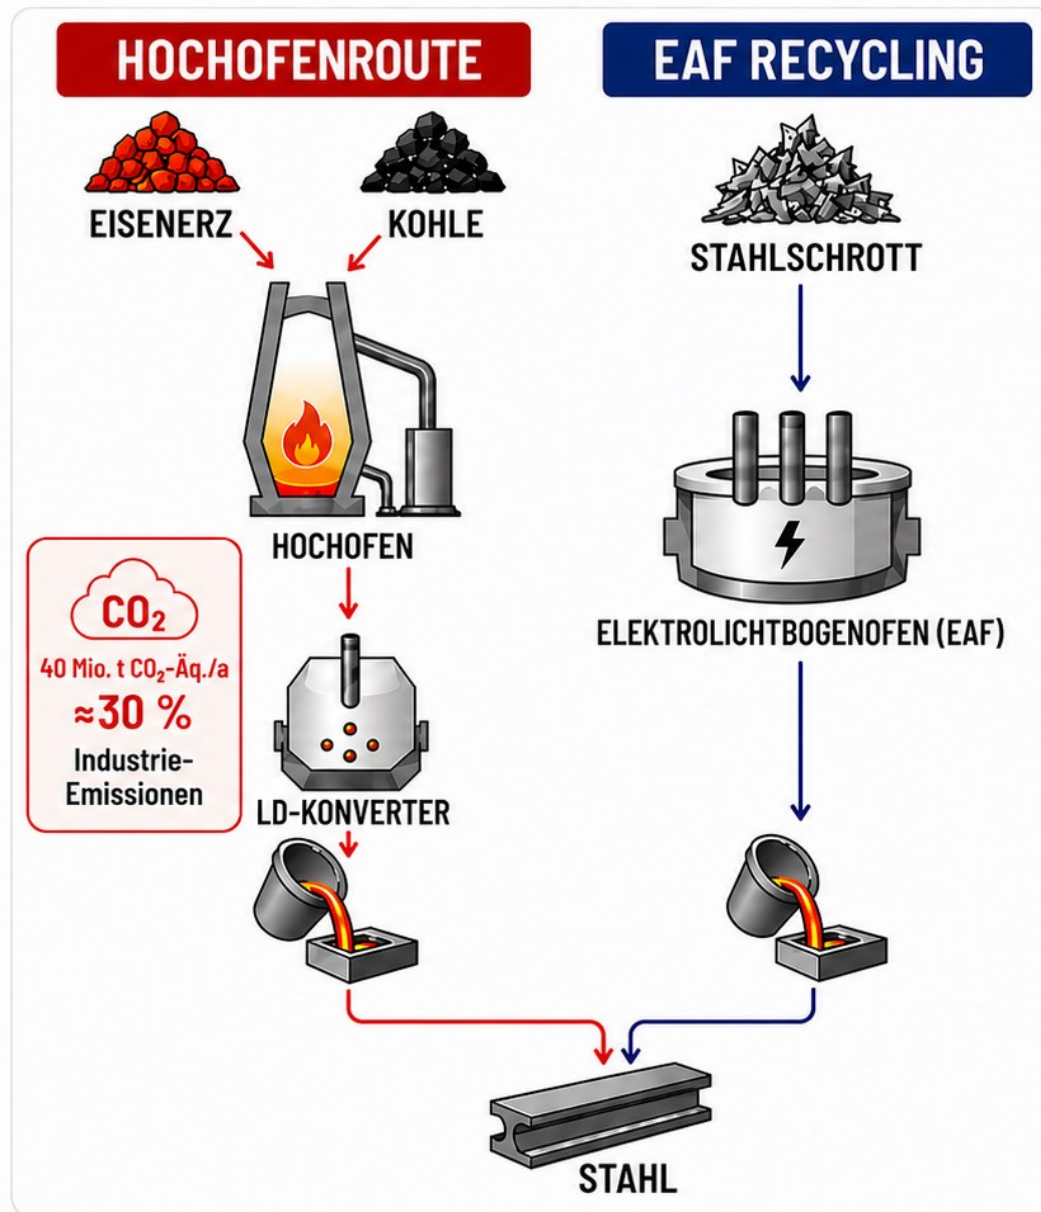 HOCHOFENROUTE
EAF RECYCLING
EISENERZ
KOHLE
STAHLSCHROTT
HOCHOFEN
CO₂
40 Mio. t CO₂-Äq./a
≈30 %
Industrie-
Emissionen
LD-KONVERTER
ELEKTROLICHTBOGENOFEN (EAF)
STAHL